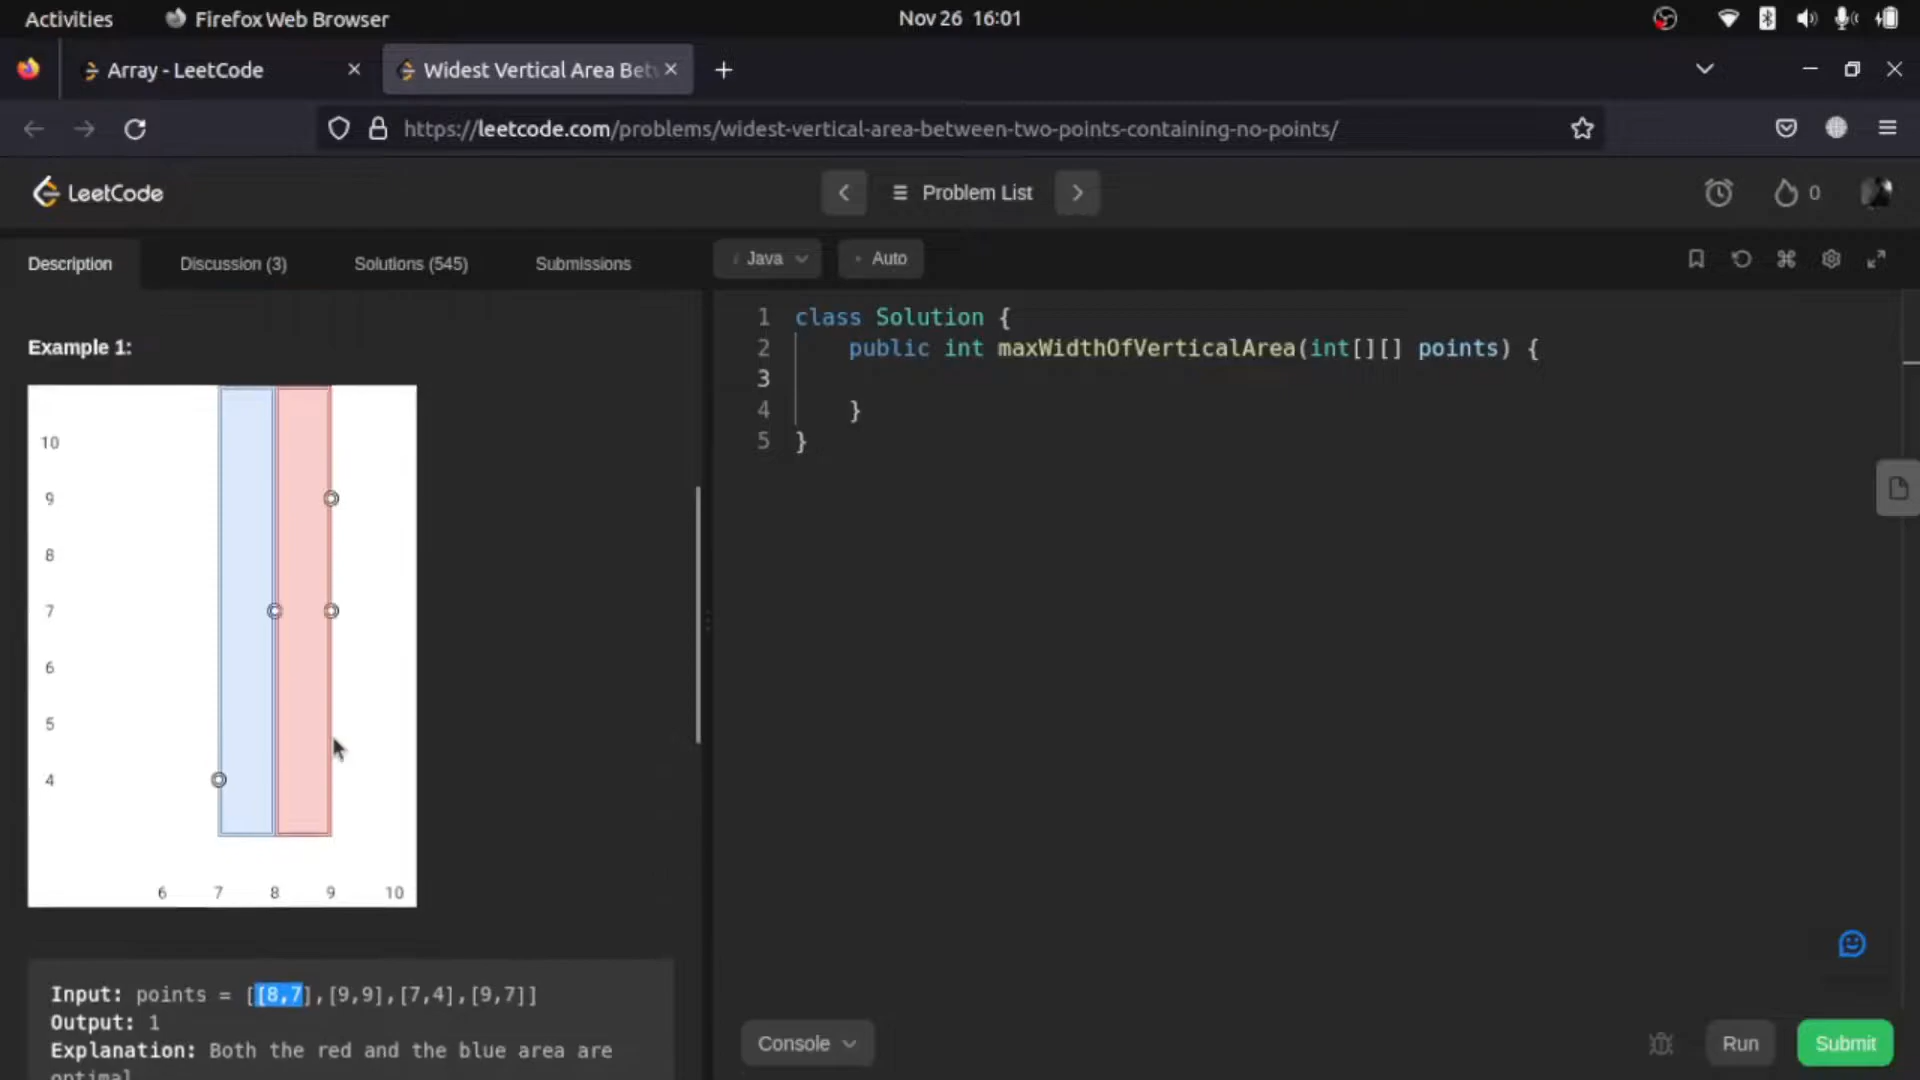 Activities Firefox Web Browser Nov 26 16:01
Array - LeetCode Widest Vertical Area Bet
https://leetcode.com/problems/widest-vertical-area-between-two-points-containing-no-points/
LeetCode Problem List 0
Description Discussion (3) Solutions (545) Submissions Java Auto
Example 1:
10
9
8
7
6
5
4
6 7 8 9 10
Input: points = [[8,7],[9,9],[7,4],[9,7]]
Output: 1
Explanation: Both the red and the blue area are
optimal
1 class Solution {
2 public int maxWidthOfVerticalArea(int[][] points) {
3
4 }
5 }
Console Run Submit